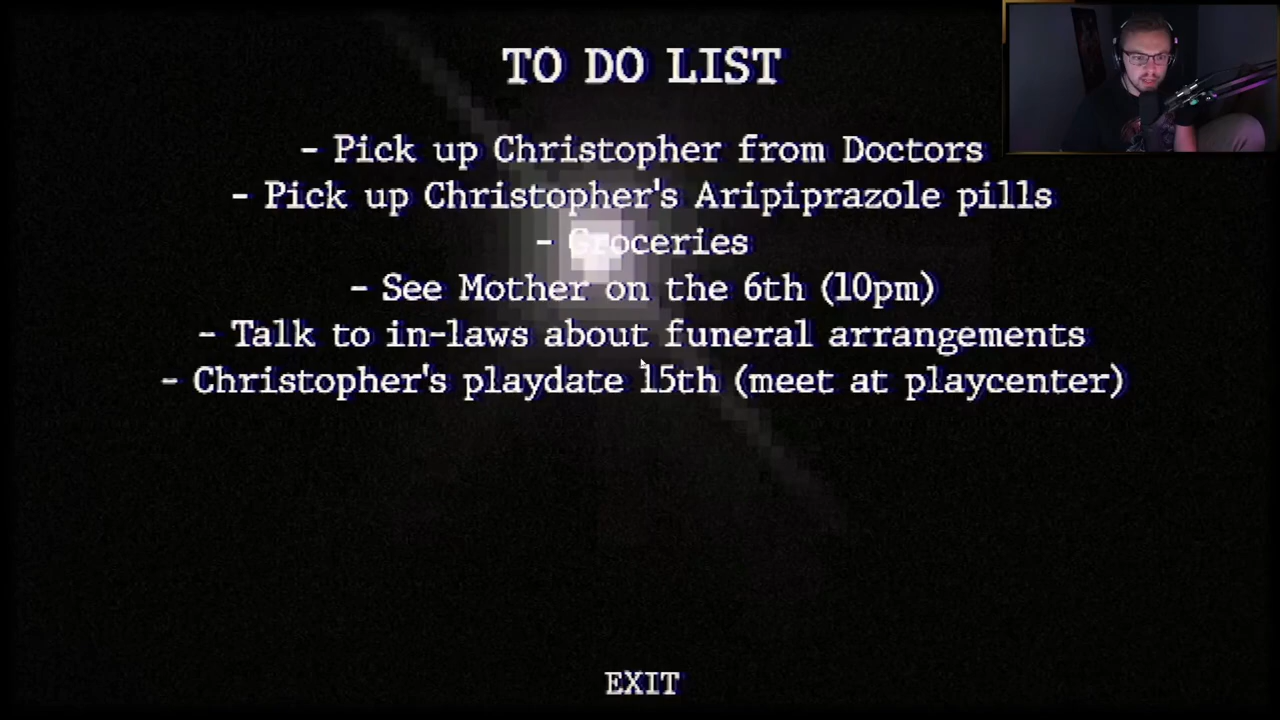 TO DO LIST
- Pick up Christopher from Doctors
- Pick up Christopher's Aripiprazole pills
- Groceries
- See Mother on the 6th (10pm)
- Talk to in-laws about funeral arrangements
- Christopher's playdate 15th (meet at playcenter)
EXIT